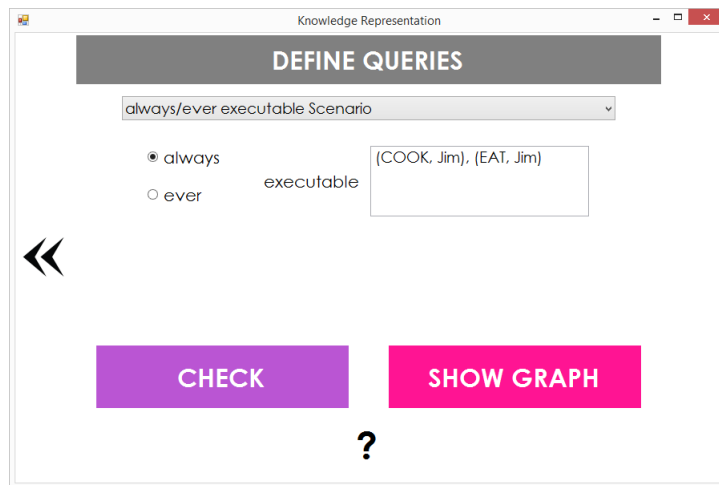 Knowledge Representation
DEFINE QUERIES
always/ever executable Scenario
always
ever
executable
(COOK, Jim), (EAT, Jim)
CHECK
SHOW GRAPH
?